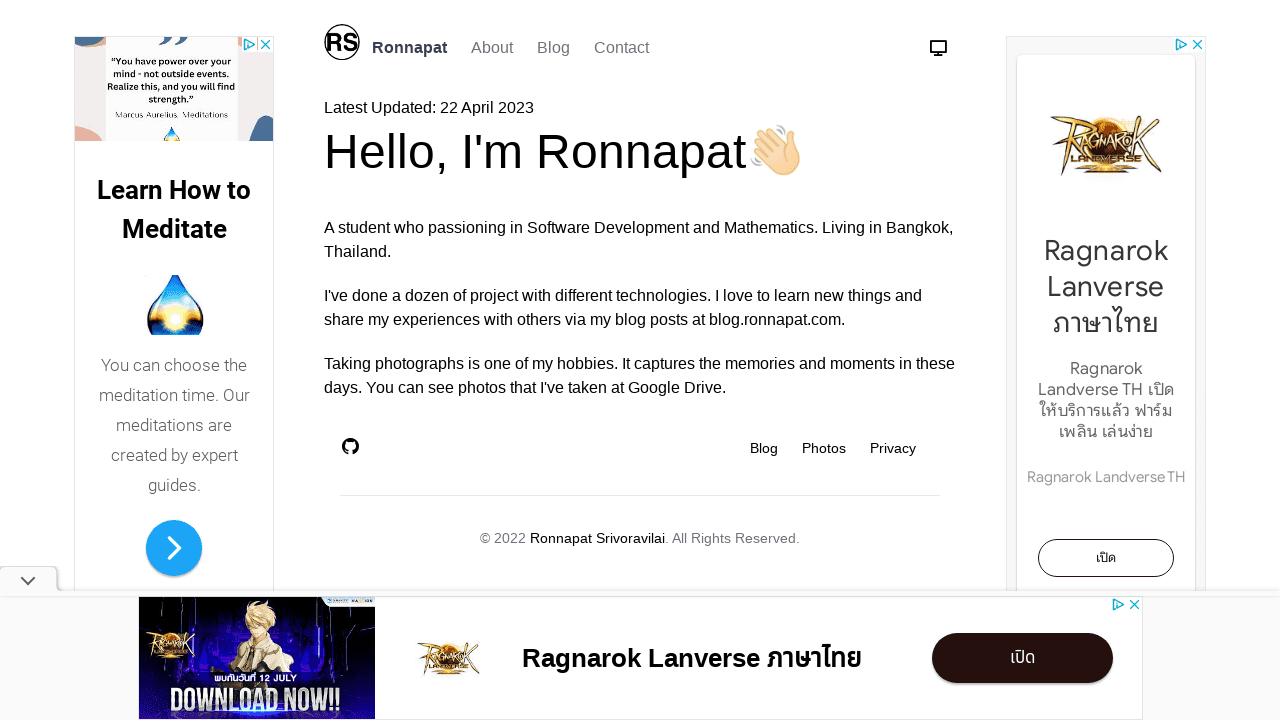 RS Ronnapat About Blog Contact
Latest Updated: 22 April 2023
Hello, I'm Ronnapat👋🏻
A student who passioning in Software Development and Mathematics. Living in Bangkok,
Thailand.
I've done a dozen of project with different technologies. I love to learn new things and
share my experiences with others via my blog posts at blog.ronnapat.com.
Taking photographs is one of my hobbies. It captures the memories and moments in these
days. You can see photos that I've taken at Google Drive.
Blog Photos Privacy
© 2022 Ronnapat Srivoravilai. All Rights Reserved.
“You have power over your
mind - not outside events.
Realize this, and you will find
strength.”
Marcus Aurelius, Meditations
Learn How to
Meditate
You can choose the
meditation time. Our
meditations are
created by expert
guides.
RAGNAROK
LANDVERSE
Ragnarok
Lanverse
ภาษาไทย
Ragnarok
Landverse TH เปิด
ให้บริการแล้ว ฟาร์ม
เพลิน เล่นง่าย
Ragnarok Landverse TH
เปิด
RAGNAROK
LANDVERSE
พบกันวันที่ 12 JULY
DOWNLOAD NOW!!
RAGNAROK
LANDVERSE
Ragnarok Lanverse ภาษาไทย
เปิด